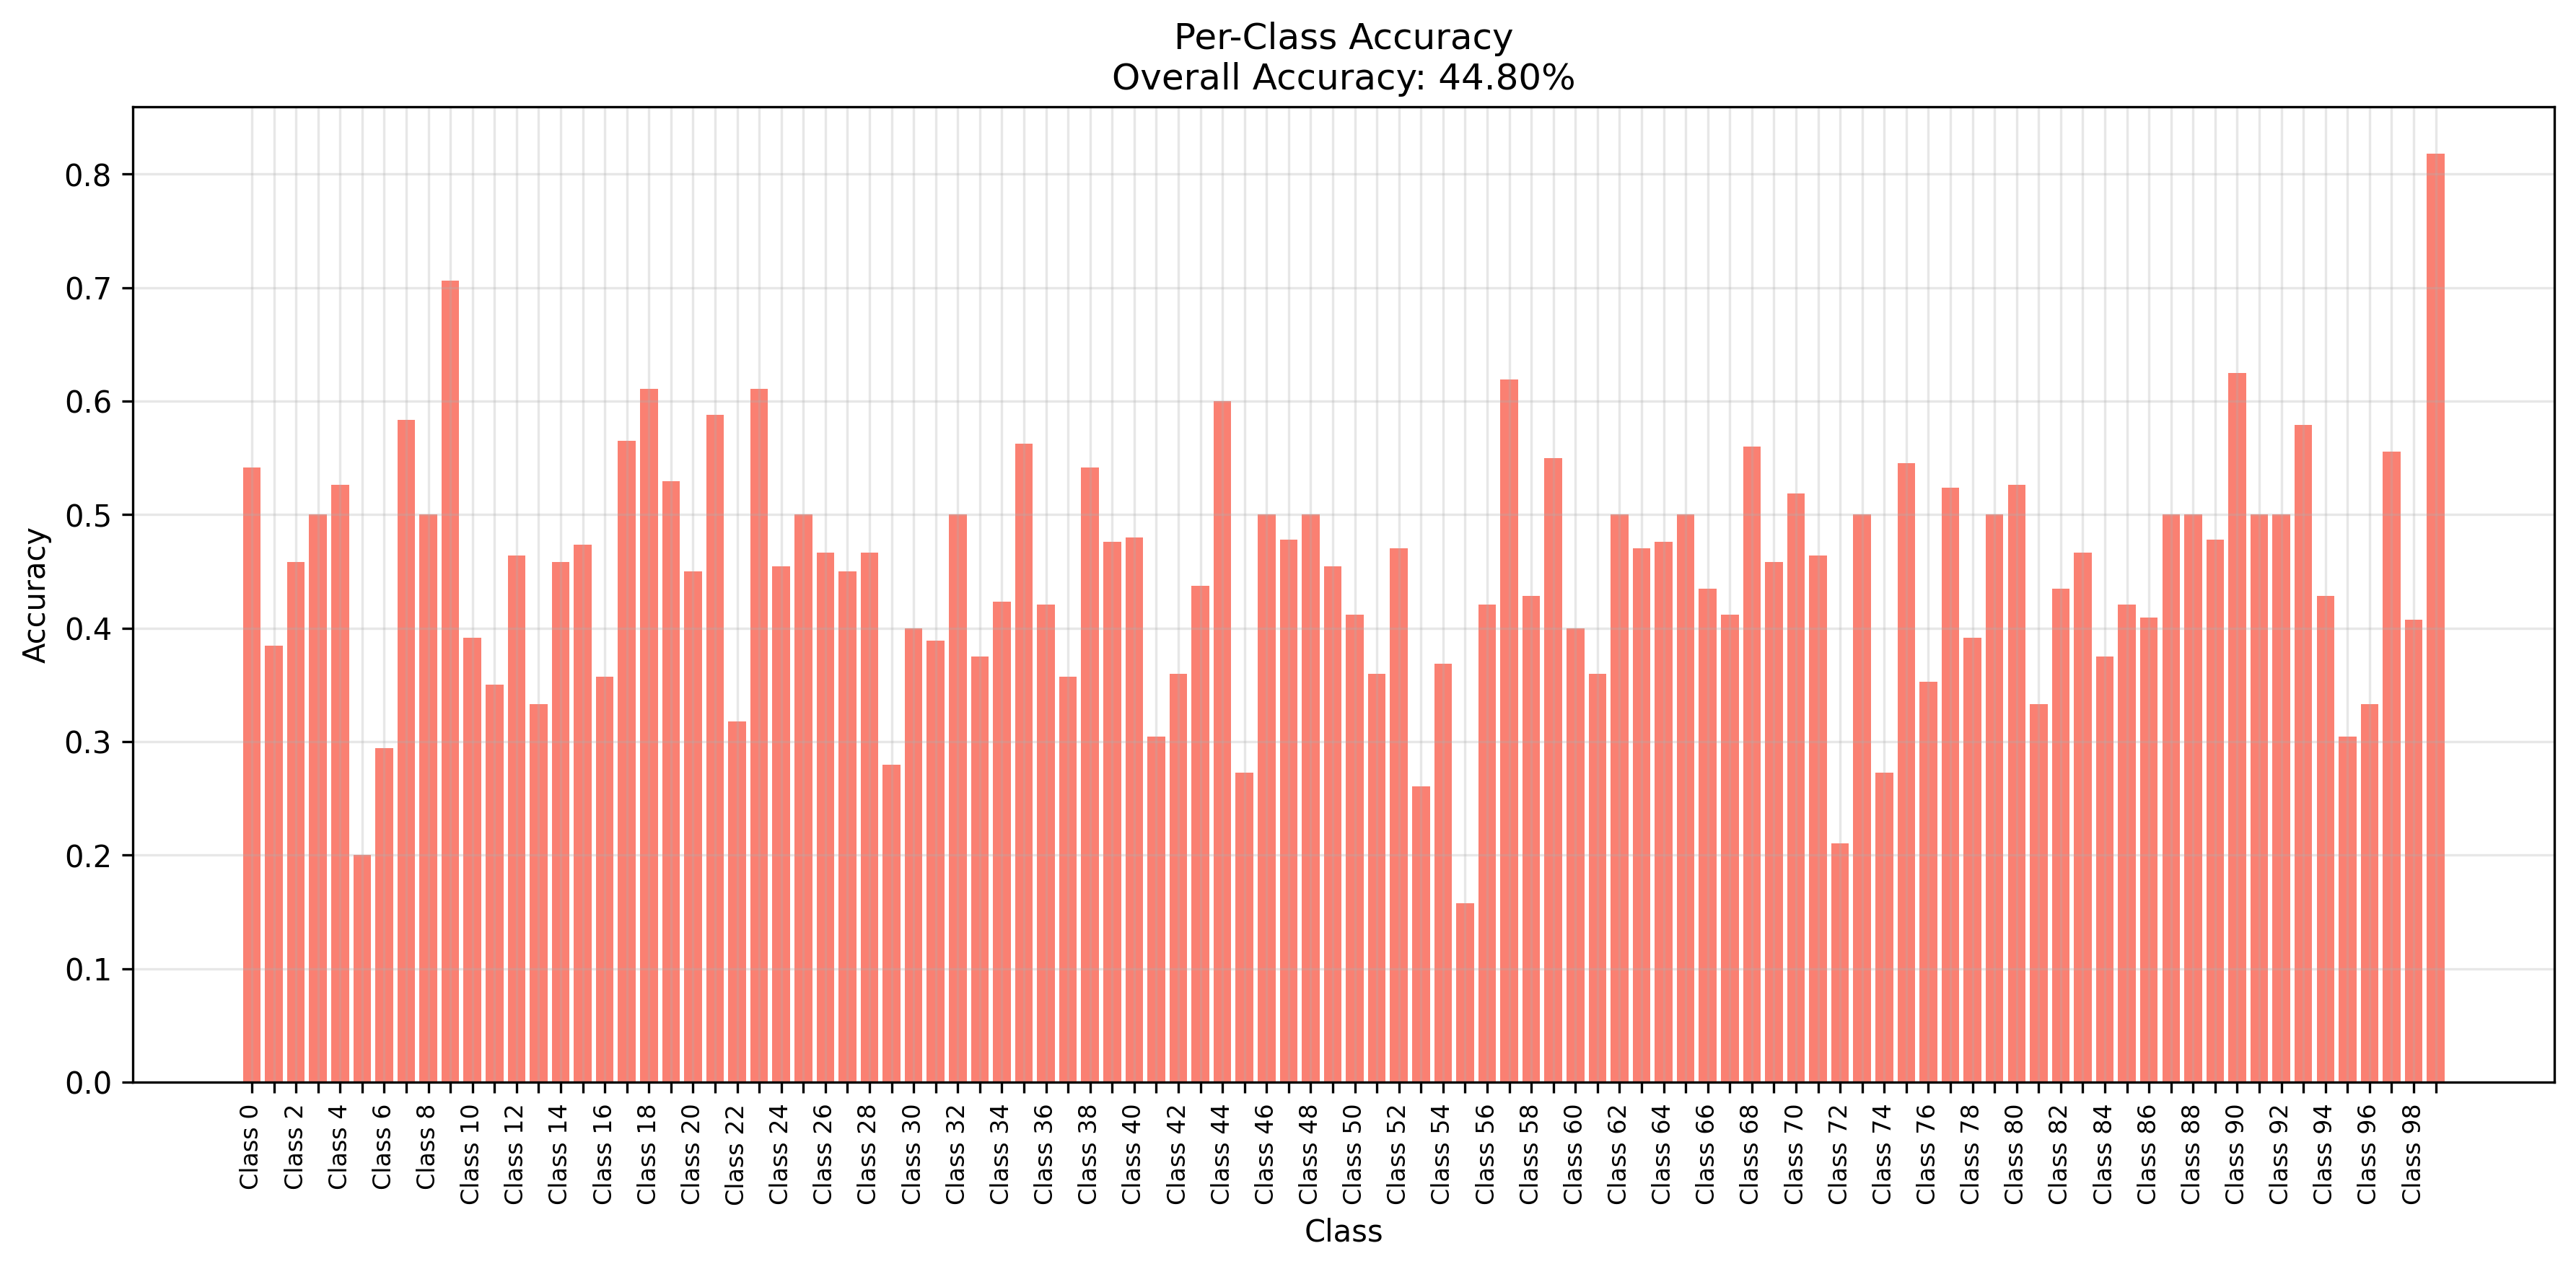 Per-Class Accuracy
Overall Accuracy: 44.80%
Accuracy
0.8
0.7
0.6
0.5
0.4
0.3
0.2
0.1
0.0
Class 0
Class 2
Class 4
Class 6
Class 8
Class 10
Class 12
Class 14
Class 16
Class 18
Class 20
Class 22
Class 24
Class 26
Class 28
Class 30
Class 32
Class 34
Class 36
Class 38
Class 40
Class 42
Class 44
Class 46
Class 48
Class 50
Class 52
Class 54
Class 56
Class 58
Class 60
Class 62
Class 64
Class 66
Class 68
Class 70
Class 72
Class 74
Class 76
Class 78
Class 80
Class 82
Class 84
Class 86
Class 88
Class 90
Class 92
Class 94
Class 96
Class 98
Class